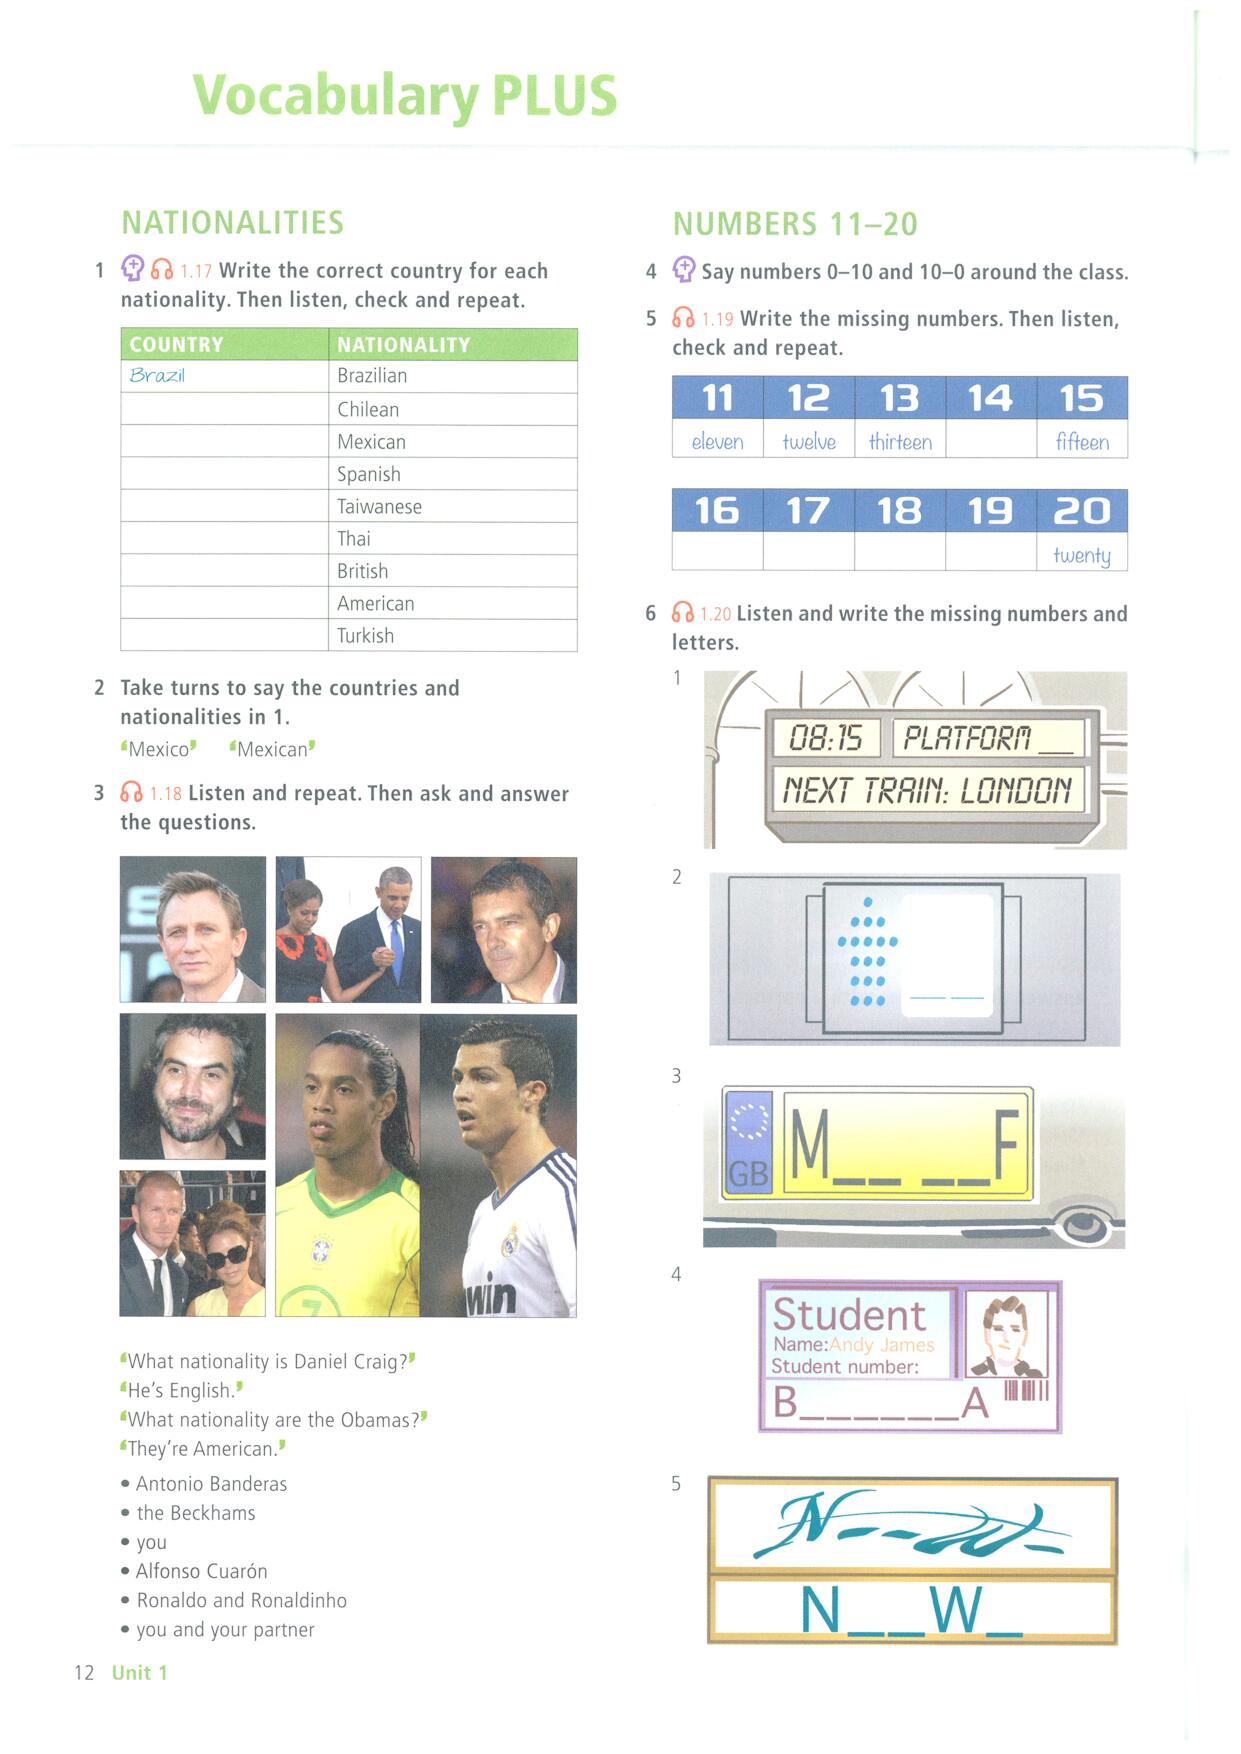 Vocabulary PLUS
NATIONALITIES
1 1.17 Write the correct country for each
nationality. Then listen, check and repeat.
COUNTRY NATIONALITY
Brazil Brazilian
Chilean
Mexican
Spanish
Taiwanese
Thai
British
American
Turkish
2 Take turns to say the countries and
nationalities in 1.
‘Mexico’ ‘Mexican’
3 1.18 Listen and repeat. Then ask and answer
the questions.
7
win
‘What nationality is Daniel Craig?’
‘He’s English.’
‘What nationality are the Obamas?’
‘They’re American.’
• Antonio Banderas
• the Beckhams
• you
• Alfonso Cuarón
• Ronaldo and Ronaldinho
• you and your partner
12 Unit 1
NUMBERS 11–20
4 Say numbers 0–10 and 10–0 around the class.
5 1.19 Write the missing numbers. Then listen,
check and repeat.
11 12 13 14 15
eleven twelve thirteen fifteen
16 17 18 19 20
twenty
6 1.20 Listen and write the missing numbers and
letters.
1
08:15 PLATFORM __
NEXT TRAIN: LONDON
2
__ __
3
GB M__ __ __ __F
4
Student
Name:Andy James
Student number:
B_______A
5
N__W_
N__W_